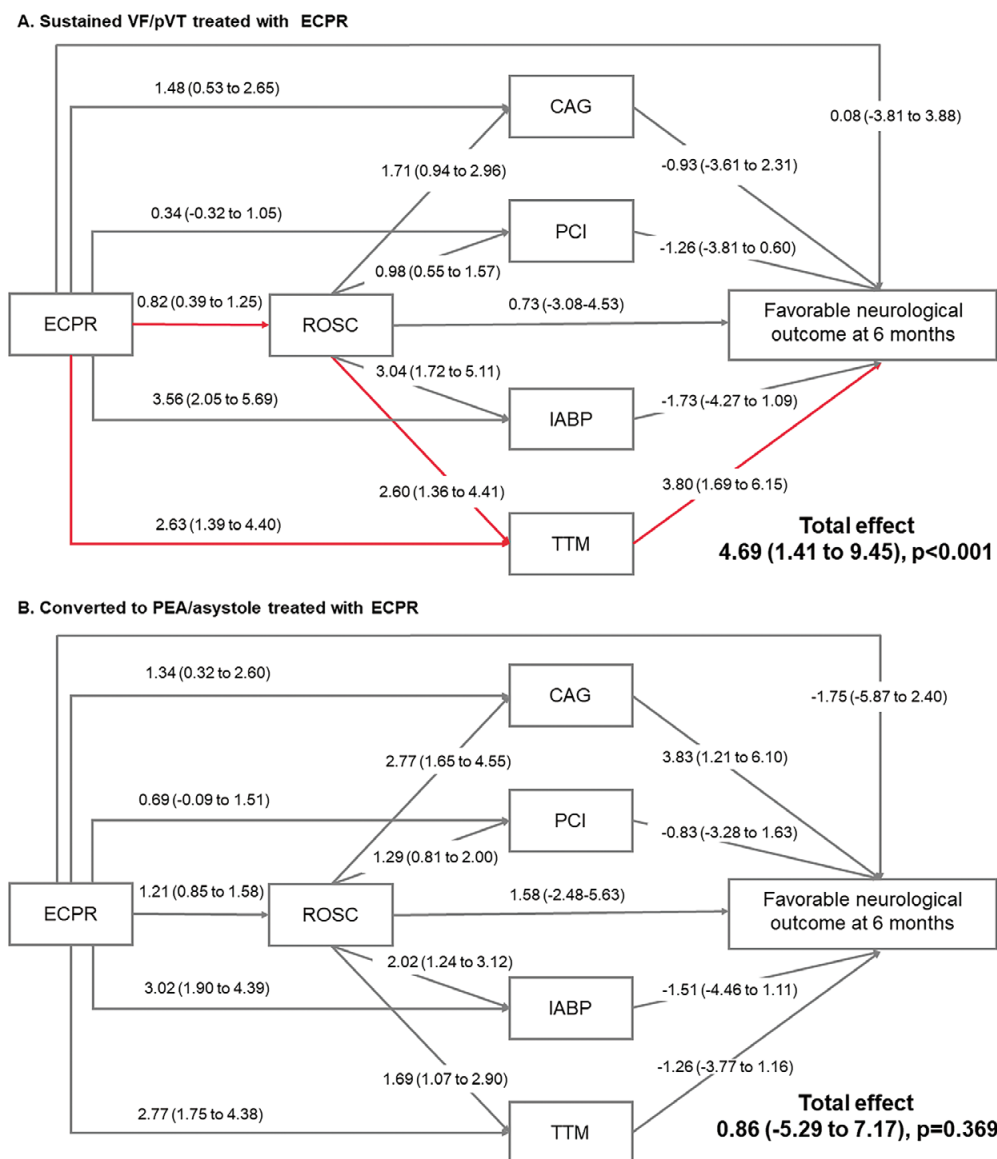 A. Sustained VF/pVT treated with ECPR
1.48 (0.53 to 2.65)
CAG
0.08 (-3.81 to 3.88)
1.71 (0.94 to 2.96)
-0.93 (-3.61 to 2.31)
0.34 (-0.32 to 1.05)
PCI
-1.26 (-3.81 to 0.60)
0.98 (0.55 to 1.57)
0.82 (0.39 to 1.25)
ECPR
ROSC
0.73 (-3.08-4.53)
Favorable neurological
outcome at 6 months
3.04 (1.72 to 5.11)
3.56 (2.05 to 5.69)
IABP
-1.73 (-4.27 to 1.09)
2.60 (1.36 to 4.41)
3.80 (1.69 to 6.15)
2.63 (1.39 to 4.40)
TTM
Total effect
4.69 (1.41 to 9.45), p<0.001
B. Converted to PEA/asystole treated with ECPR
1.34 (0.32 to 2.60)
CAG
-1.75 (-5.87 to 2.40)
2.77 (1.65 to 4.55)
3.83 (1.21 to 6.10)
0.69 (-0.09 to 1.51)
PCI
-0.83 (-3.28 to 1.63)
1.29 (0.81 to 2.00)
1.21 (0.85 to 1.58)
ECPR
ROSC
1.58 (-2.48-5.63)
Favorable neurological
outcome at 6 months
2.02 (1.24 to 3.12)
3.02 (1.90 to 4.39)
IABP
-1.51 (-4.46 to 1.11)
1.69 (1.07 to 2.90)
-1.26 (-3.77 to 1.16)
2.77 (1.75 to 4.38)
TTM
Total effect
0.86 (-5.29 to 7.17), p=0.369